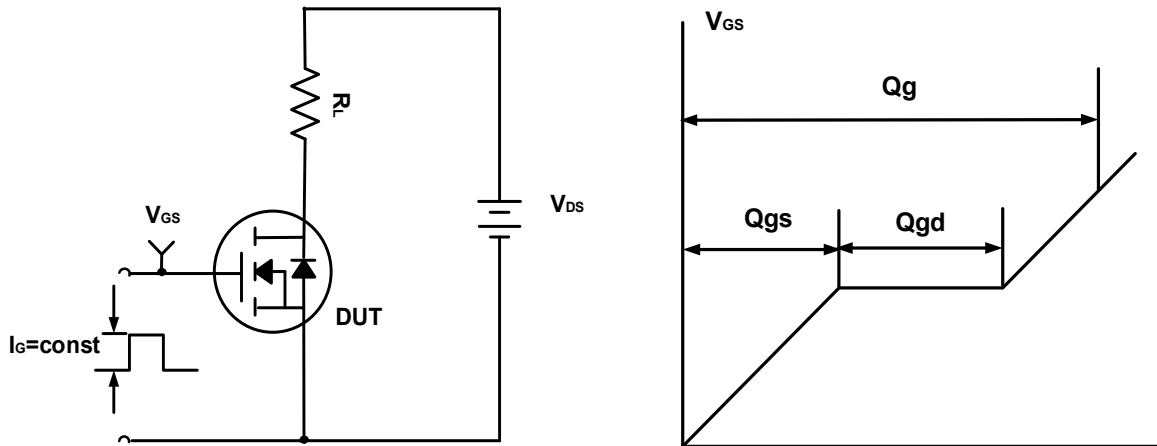 RL
VGS
VDS
DUT
IG=const
VGS
Qg
Qgs
Qgd